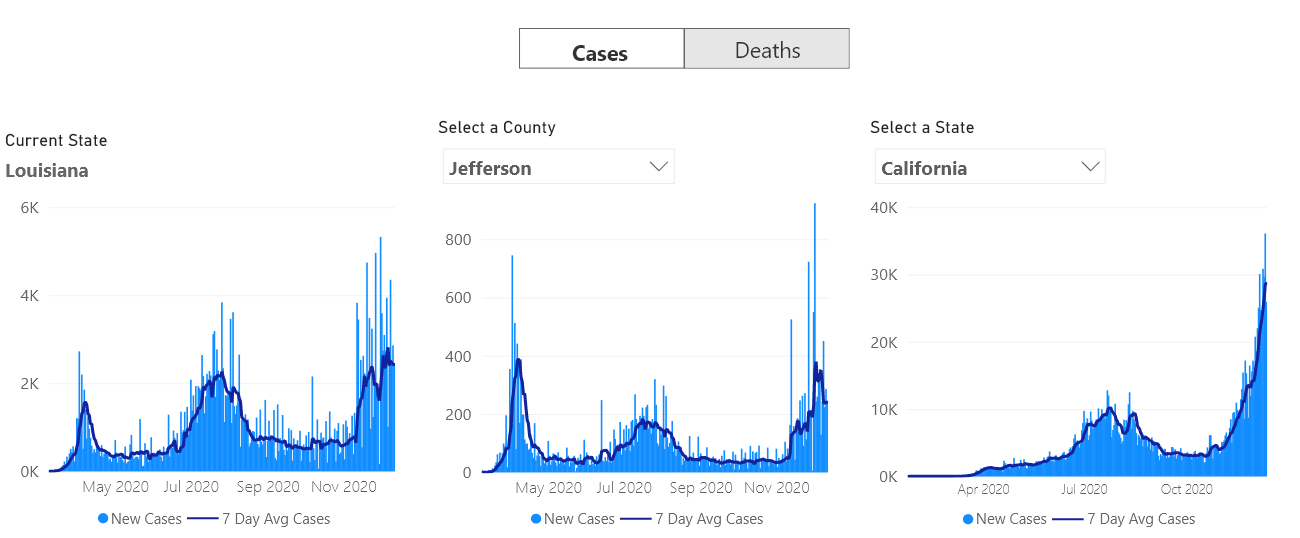 Cases Deaths
Current State
Louisiana
6K
4K
2K
0K
May 2020 Jul 2020 Sep 2020 Nov 2020
New Cases 7 Day Avg Cases
Select a County
Jefferson
800
600
400
200
0
May 2020 Jul 2020 Sep 2020 Nov 2020
New Cases 7 Day Avg Cases
Select a State
California
40K
30K
20K
10K
0K
Apr 2020 Jul 2020 Oct 2020
New Cases 7 Day Avg Cases